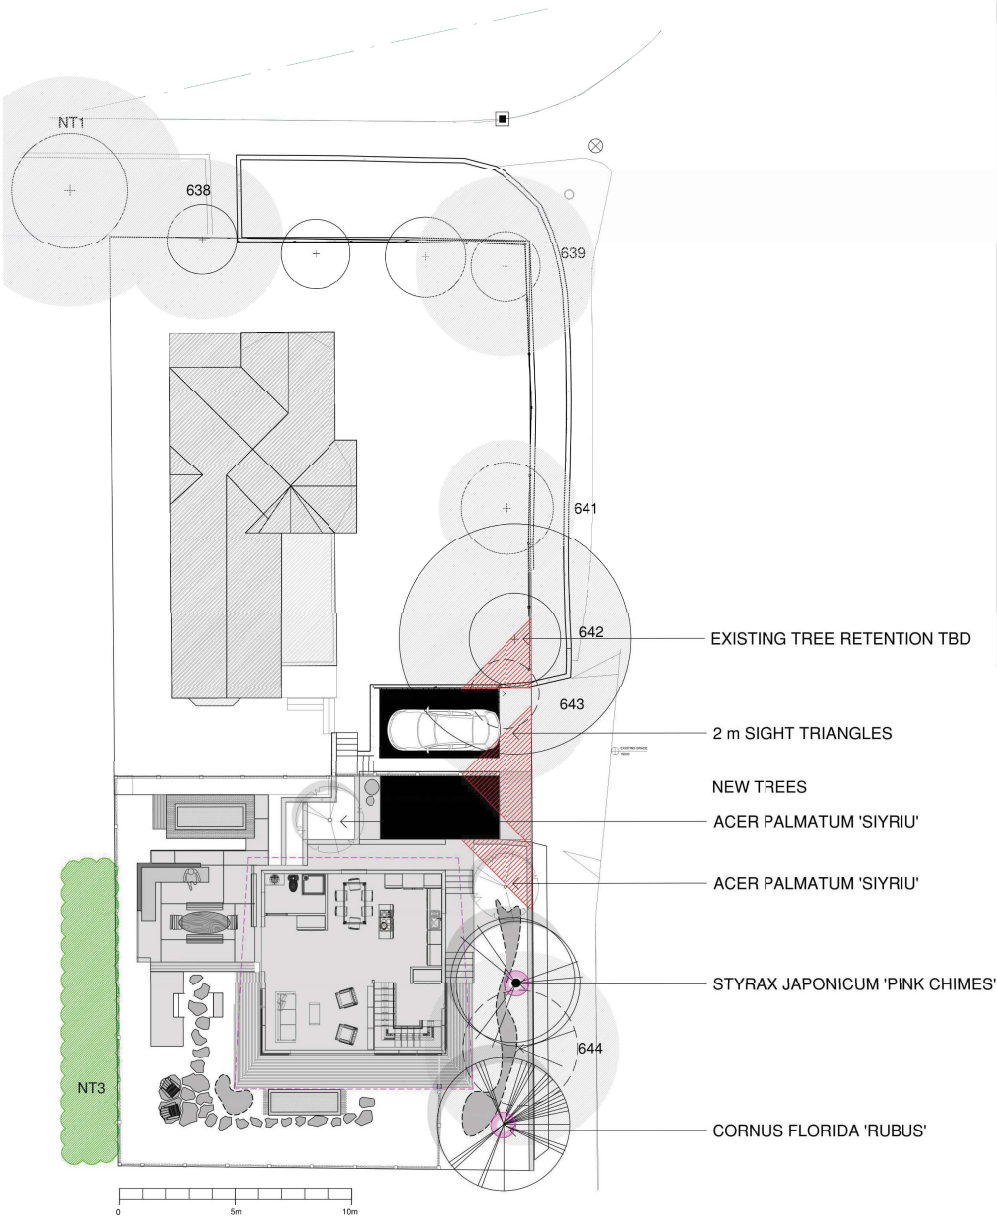 NT1
638
639
641
642
EXISTING TREE RETENTION TBD
643
2 m SIGHT TRIANGLES
NEW TREES
ACER PALMATUM 'SIYRIU'
ACER PALMATUM 'SIYRIU'
STYRAX JAPONICUM 'PINK CHIMES'
644
NT3
CORNUS FLORIDA 'RUBUS'
0 5m 10m